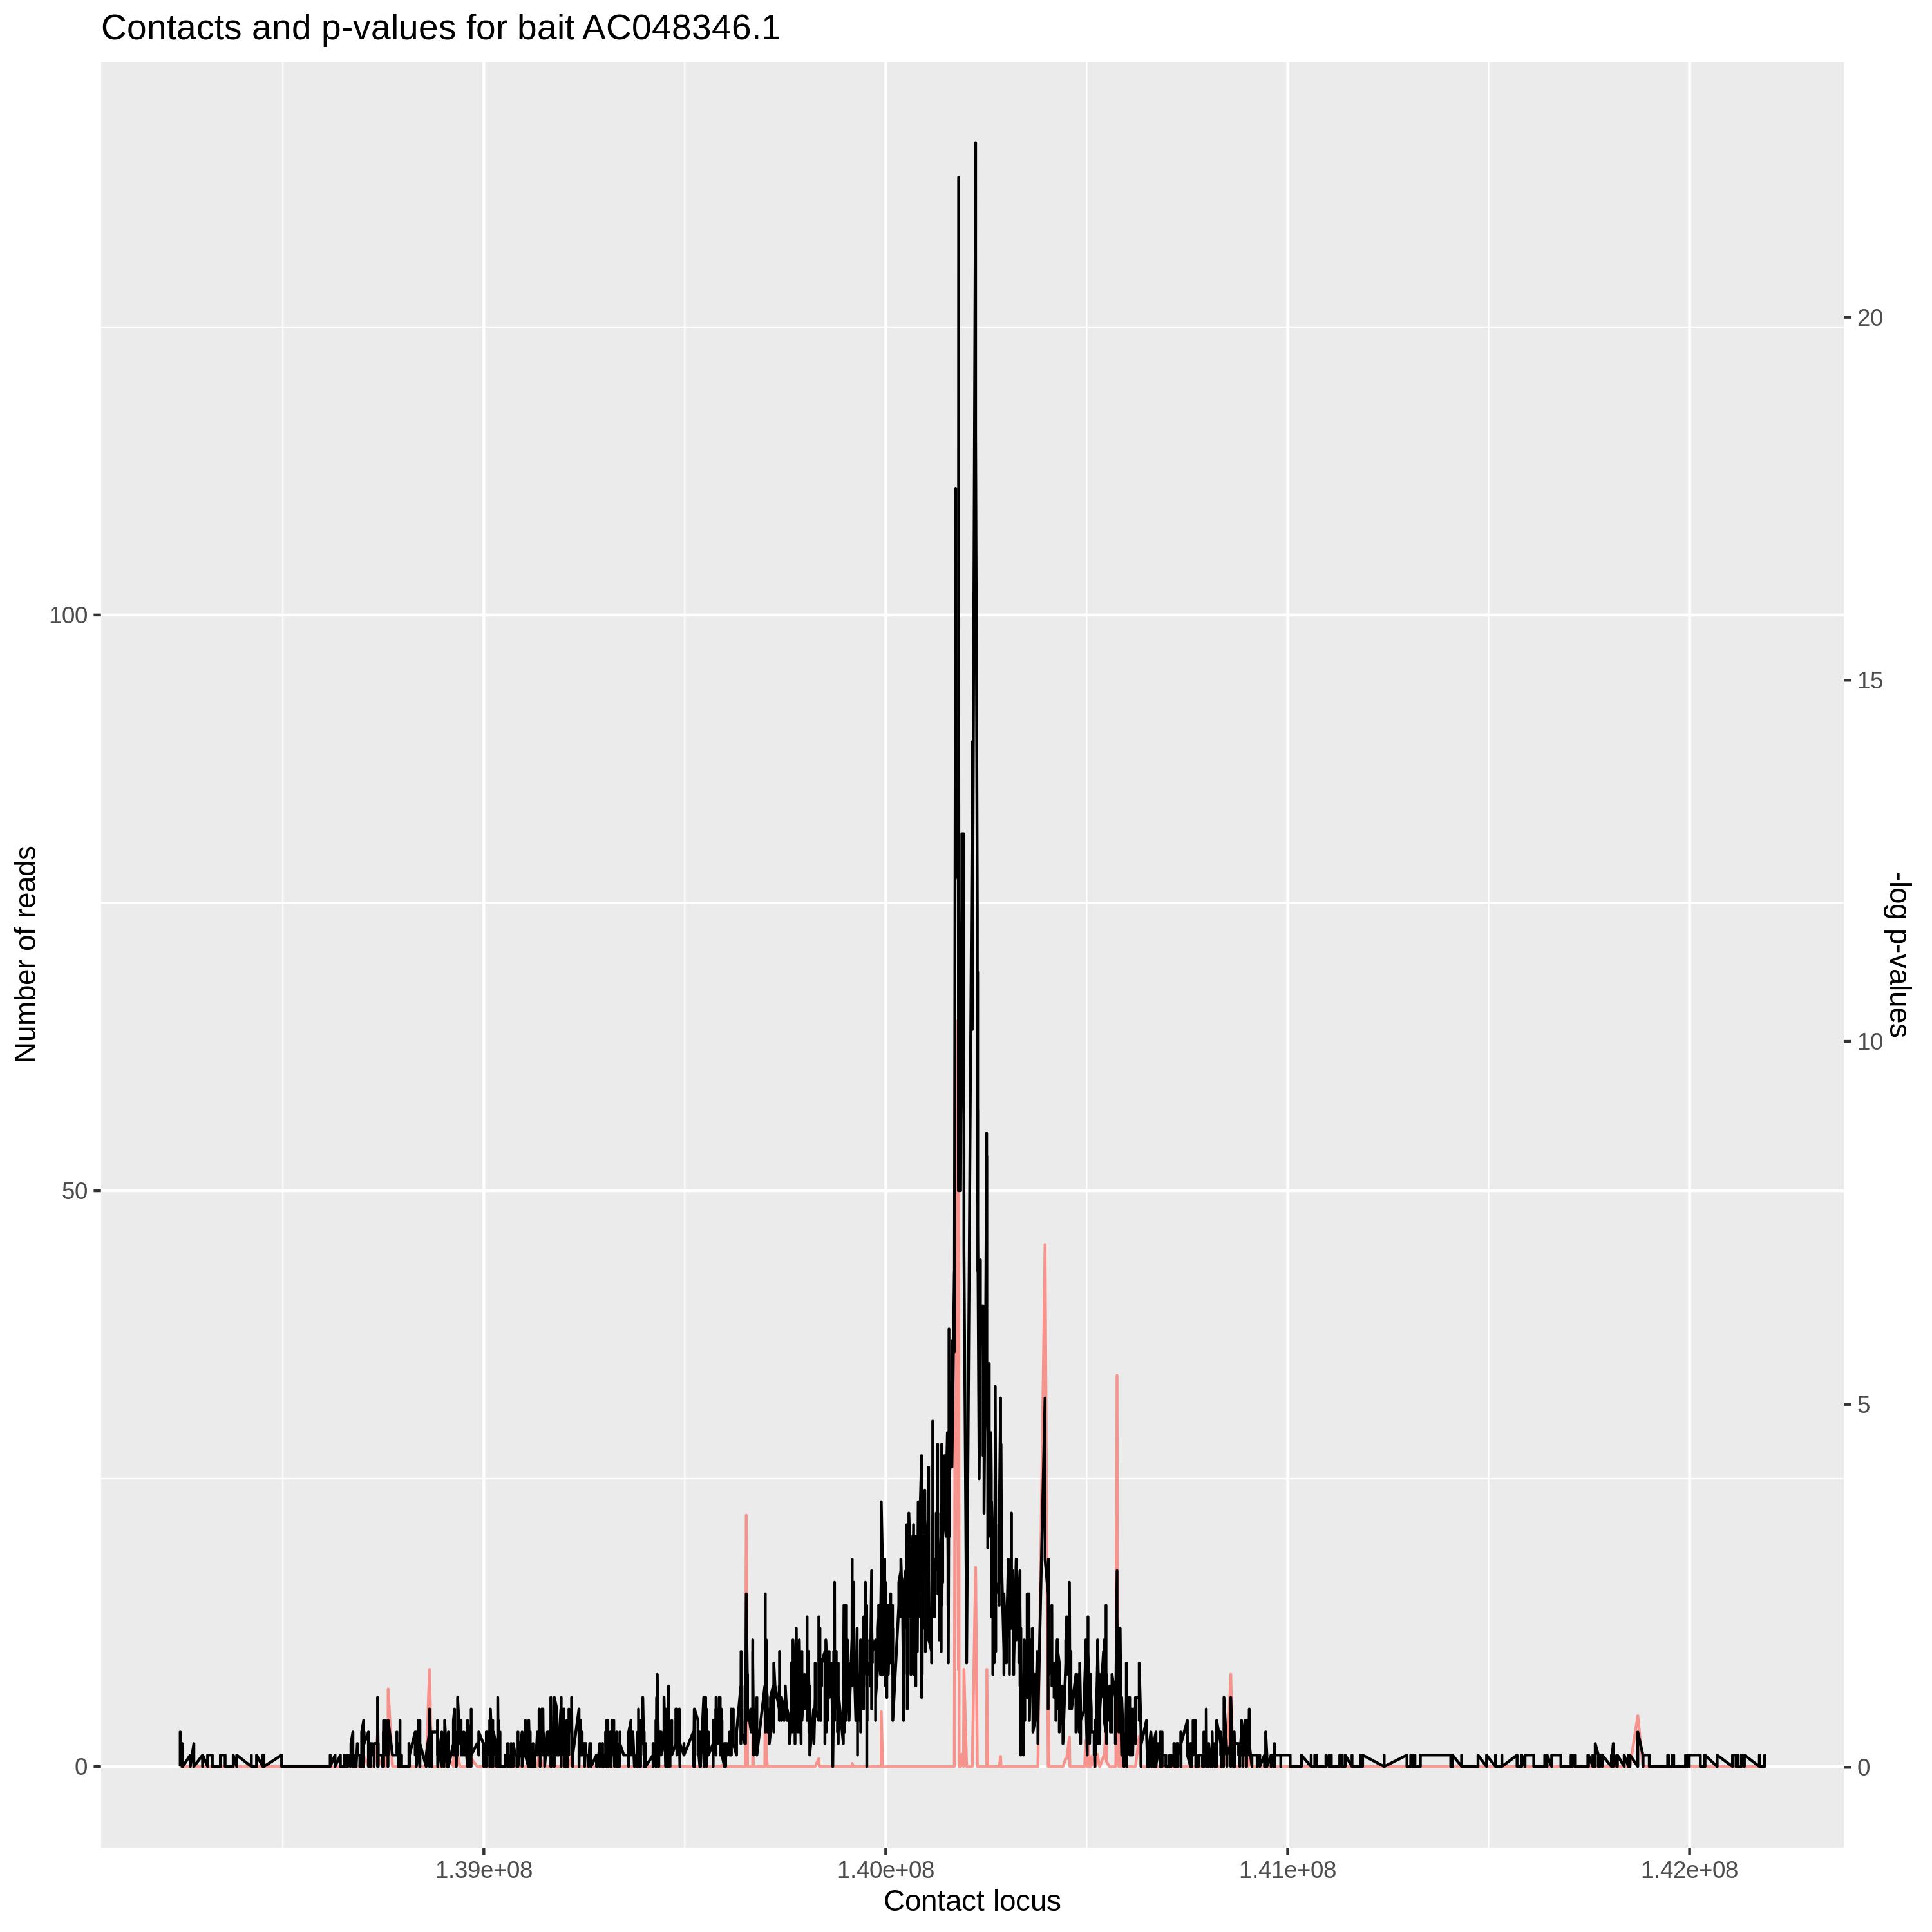 Contacts and p-values for bait AC048346.1
Number of reads
100
50
0
20
15
10
5
0
-log p-values
1.39e+08
1.40e+08
1.41e+08
1.42e+08
Contact locus